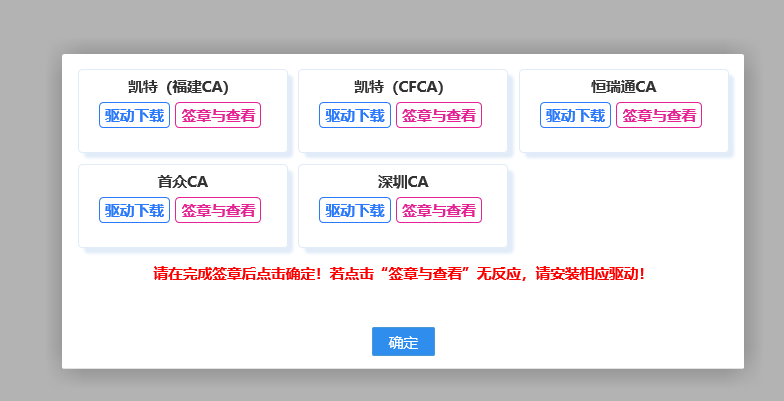 凯特（福建CA） 凯特（CFCA） 恒瑞通CA
驱动下载 签章与查看 驱动下载 签章与查看 驱动下载 签章与查看
首众CA 深圳CA
驱动下载 签章与查看 驱动下载 签章与查看
请在完成签章后点击确定！若点击“签章与查看”无反应，请安装相应驱动！
确定